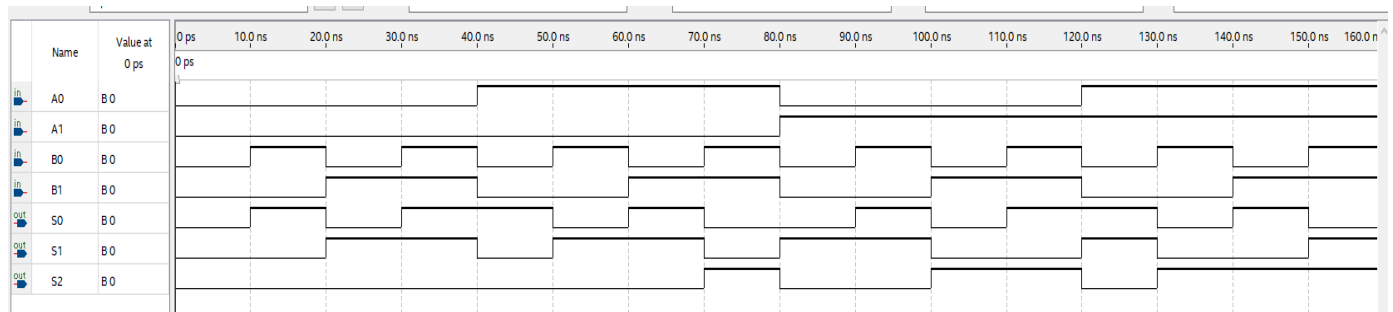 Name
Value at
0 ps
0 ps 10.0 ns 20.0 ns 30.0 ns 40.0 ns 50.0 ns 60.0 ns 70.0 ns 80.0 ns 90.0 ns 100.0 ns 110.0 ns 120.0 ns 130.0 ns 140.0 ns 150.0 ns 160.0 n
0 ps
in A0 B 0
in A1 B 0
in B0 B 0
in B1 B 0
out S0 B 0
out S1 B 0
out S2 B 0